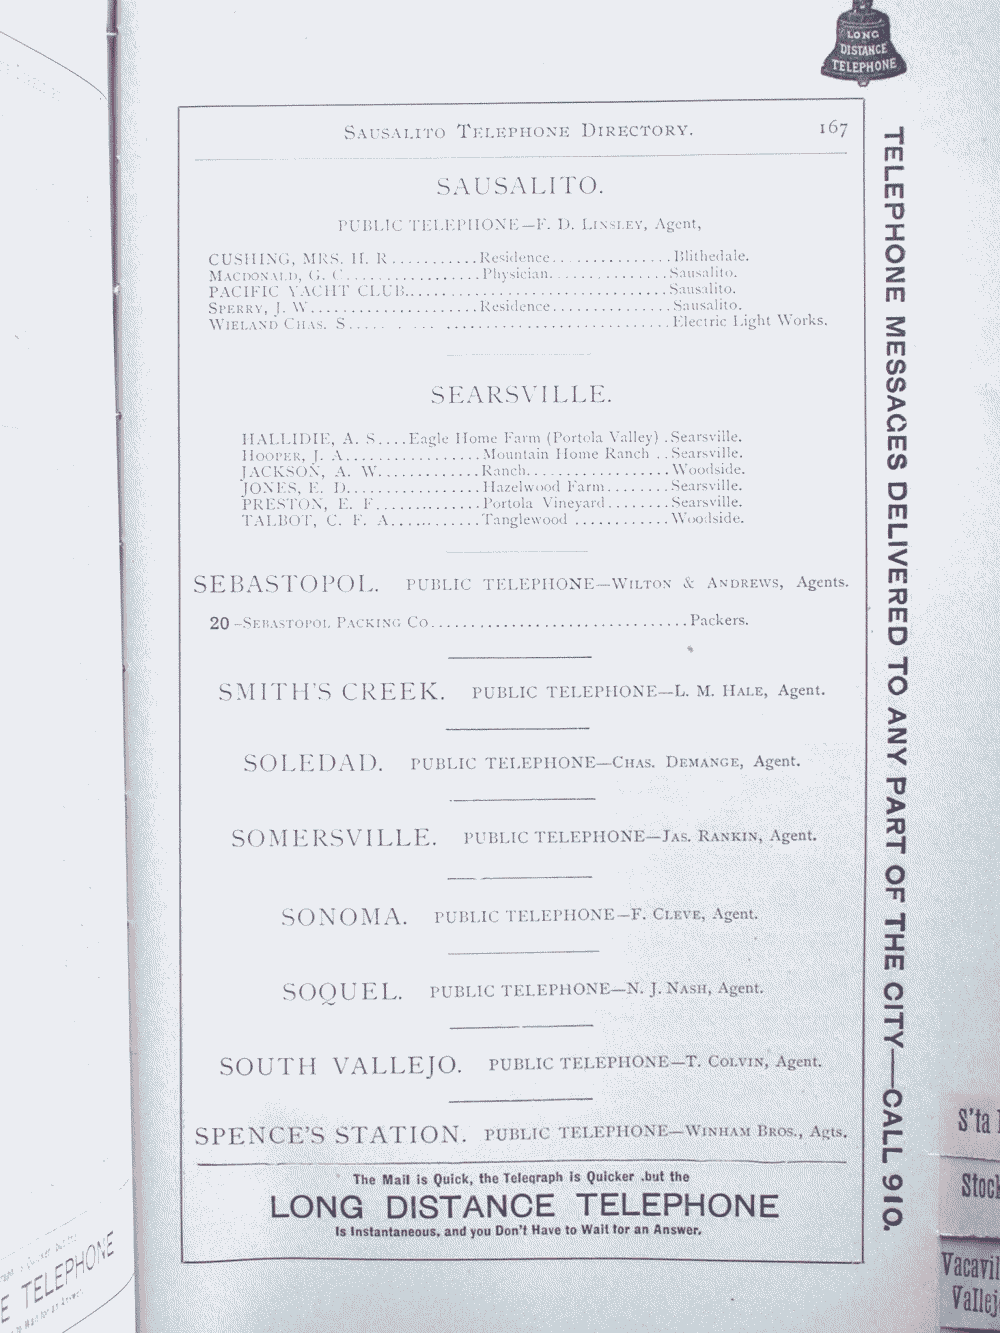 LONG
DISTANCE
TELEPHONE
SAUSALITO TELEPHONE DIRECTORY. 167
SAUSALITO.
PUBLIC TELEPHONE—F. D. LINSLEY, Agent,
CUSHING, MRS. H. R...........Residence...............Blithedale.
MACDONALD, G. C.................Physician...............Sausalito.
PACIFIC YACHT CLUB.................................Sausalito.
SPERRY, J. W.....................Residence...............Sausalito.
WIELAND CHAS. S..... . .... ............................Electric Light Works.
SEARSVILLE.
HALLIDIE, A. S....Eagle Home Farm (Portola Valley) .Searsville.
HOOPER, J. A.................Mountain Home Ranch ..Searsville.
JACKSON, A. W.............Ranch..................Woodside.
JONES, E. D.................Hazelwood Farm........Searsville.
PRESTON, E. F..............Portola Vineyard........Searsville.
TALBOT, C. F. A............Tanglewood ............Woodside.
SEBASTOPOL. PUBLIC TELEPHONE—WILTON & ANDREWS, Agents.
20–SEBASTOPOL PACKING CO.................................Packers.
SMITH'S CREEK. PUBLIC TELEPHONE—L. M. HALE, Agent.
SOLEDAD. PUBLIC TELEPHONE—CHAS. DEMANGE, Agent.
SOMERSVILLE. PUBLIC TELEPHONE—JAS. RANKIN, Agent.
SONOMA. PUBLIC TELEPHONE—F. CLEVE, Agent.
SOQUEL. PUBLIC TELEPHONE—N. J. NASH, Agent.
SOUTH VALLEJO. PUBLIC TELEPHONE—T. COLVIN, Agent.
SPENCE'S STATION. PUBLIC TELEPHONE—WINHAM BROS., Agts.
The Mail is Quick, the Telegraph is Quicker ,but the
LONG DISTANCE TELEPHONE
Is Instantaneous, and you Don't Have to Wait for an Answer.
TELEPHONE MESSAGES DELIVERED TO ANY PART OF THE CITY—CALL 910.
S'ta
Stoc
Vacavil
Vallej
TELEPHONE